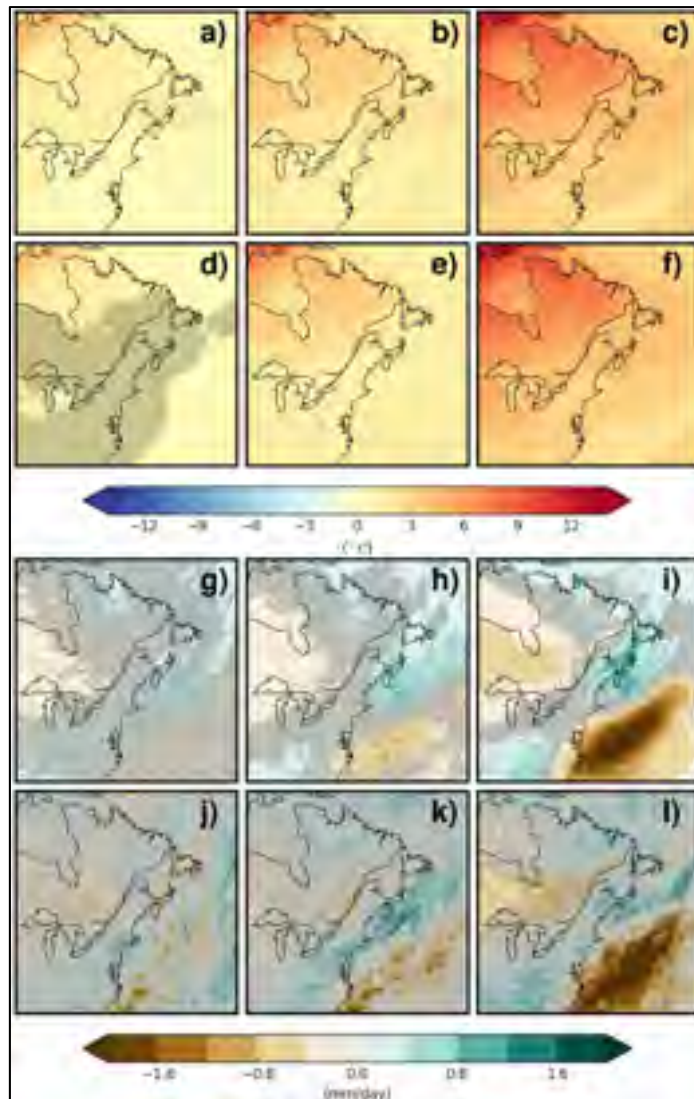 a) b) c)
d) e) f)
−12 −9 −6 −3 0 3 6 9 12
(°C)
g) h) i)
j) k) l)
−1.6 −0.8 0.0 0.8 1.6
(mm/day)